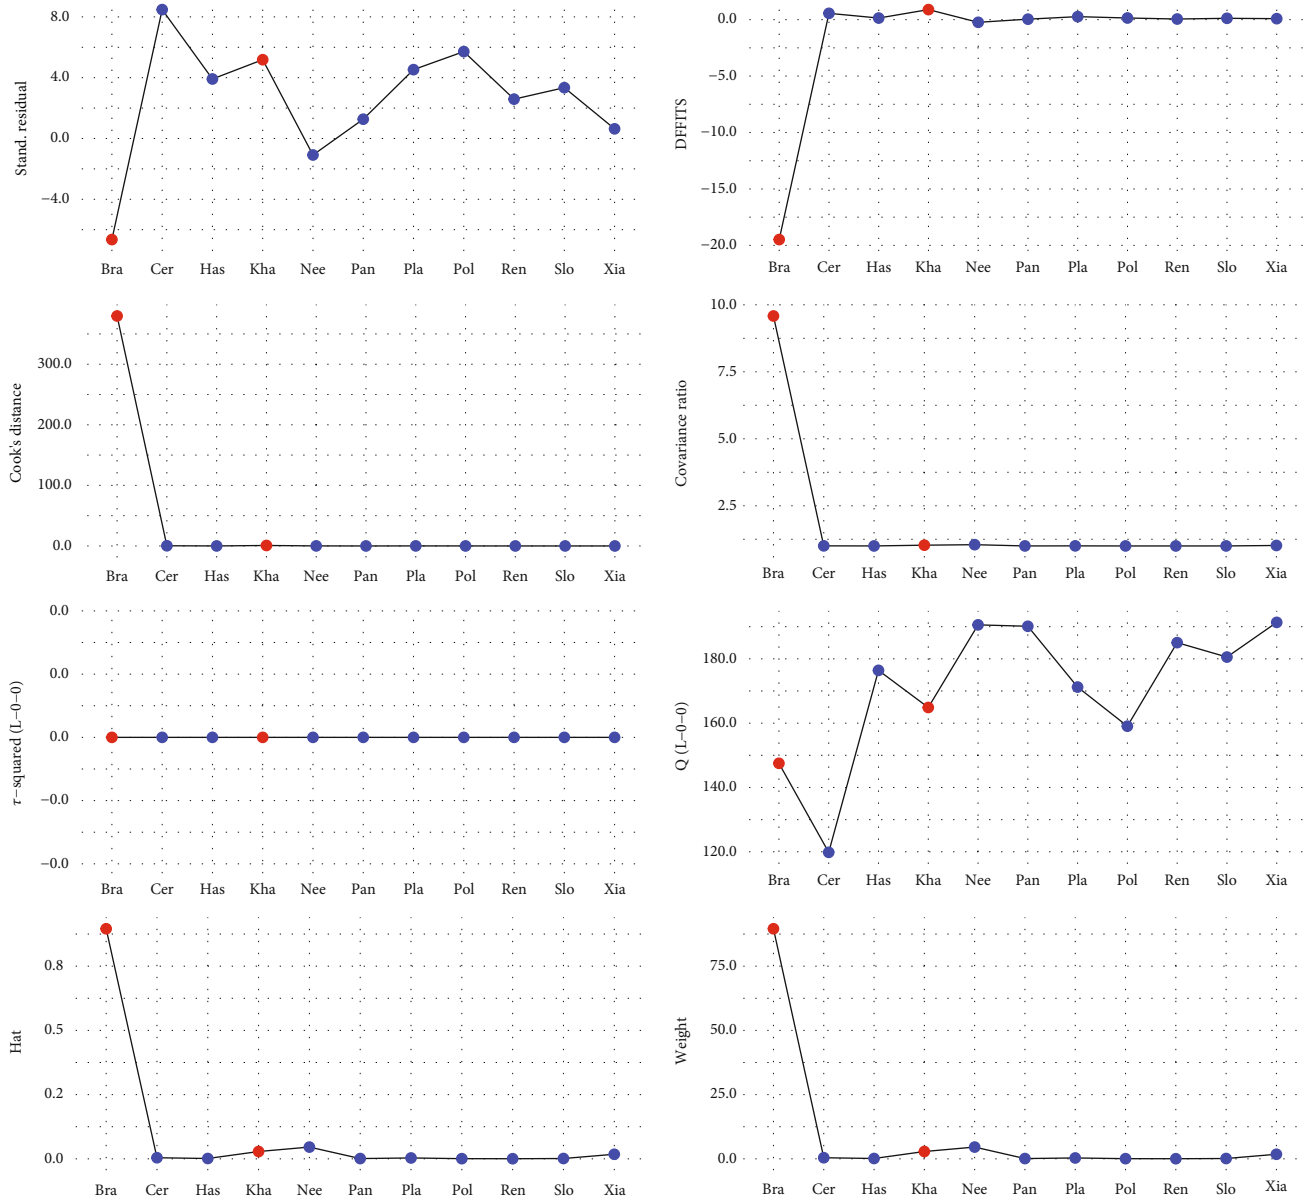 8.0
4.0
0.0
−4.0
Stand. residual
Bra Cer Has Kha Nee Pan Pla Pol Ren Slo Xia
0.0
−5.0
−10.0
−15.0
−20.0
DFFITS
Bra Cer Has Kha Nee Pan Pla Pol Ren Slo Xia
300.0
200.0
100.0
0.0
Cook's distance
Bra Cer Has Kha Nee Pan Pla Pol Ren Slo Xia
10.0
7.5
5.0
2.5
Covariance ratio
Bra Cer Has Kha Nee Pan Pla Pol Ren Slo Xia
0.0
0.0
0.0
−0.0
−0.0
τ−squared (L−0−0)
Bra Cer Has Kha Nee Pan Pla Pol Ren Slo Xia
180.0
160.0
140.0
120.0
Q (L−0−0)
Bra Cer Has Kha Nee Pan Pla Pol Ren Slo Xia
0.8
0.5
0.2
0.0
Hat
Bra Cer Has Kha Nee Pan Pla Pol Ren Slo Xia
75.0
50.0
25.0
0.0
Weight
Bra Cer Has Kha Nee Pan Pla Pol Ren Slo Xia